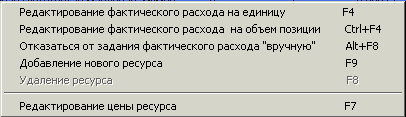 Редактирование фактического расхода на единицу F4
Редактирование фактического расхода на объем позиции Ctrl+F4
Отказаться от задания фактического расхода "вручную" Alt+F8
Добавление нового ресурса F9
Удаление ресурса F8
Редактирование цены ресурса F7